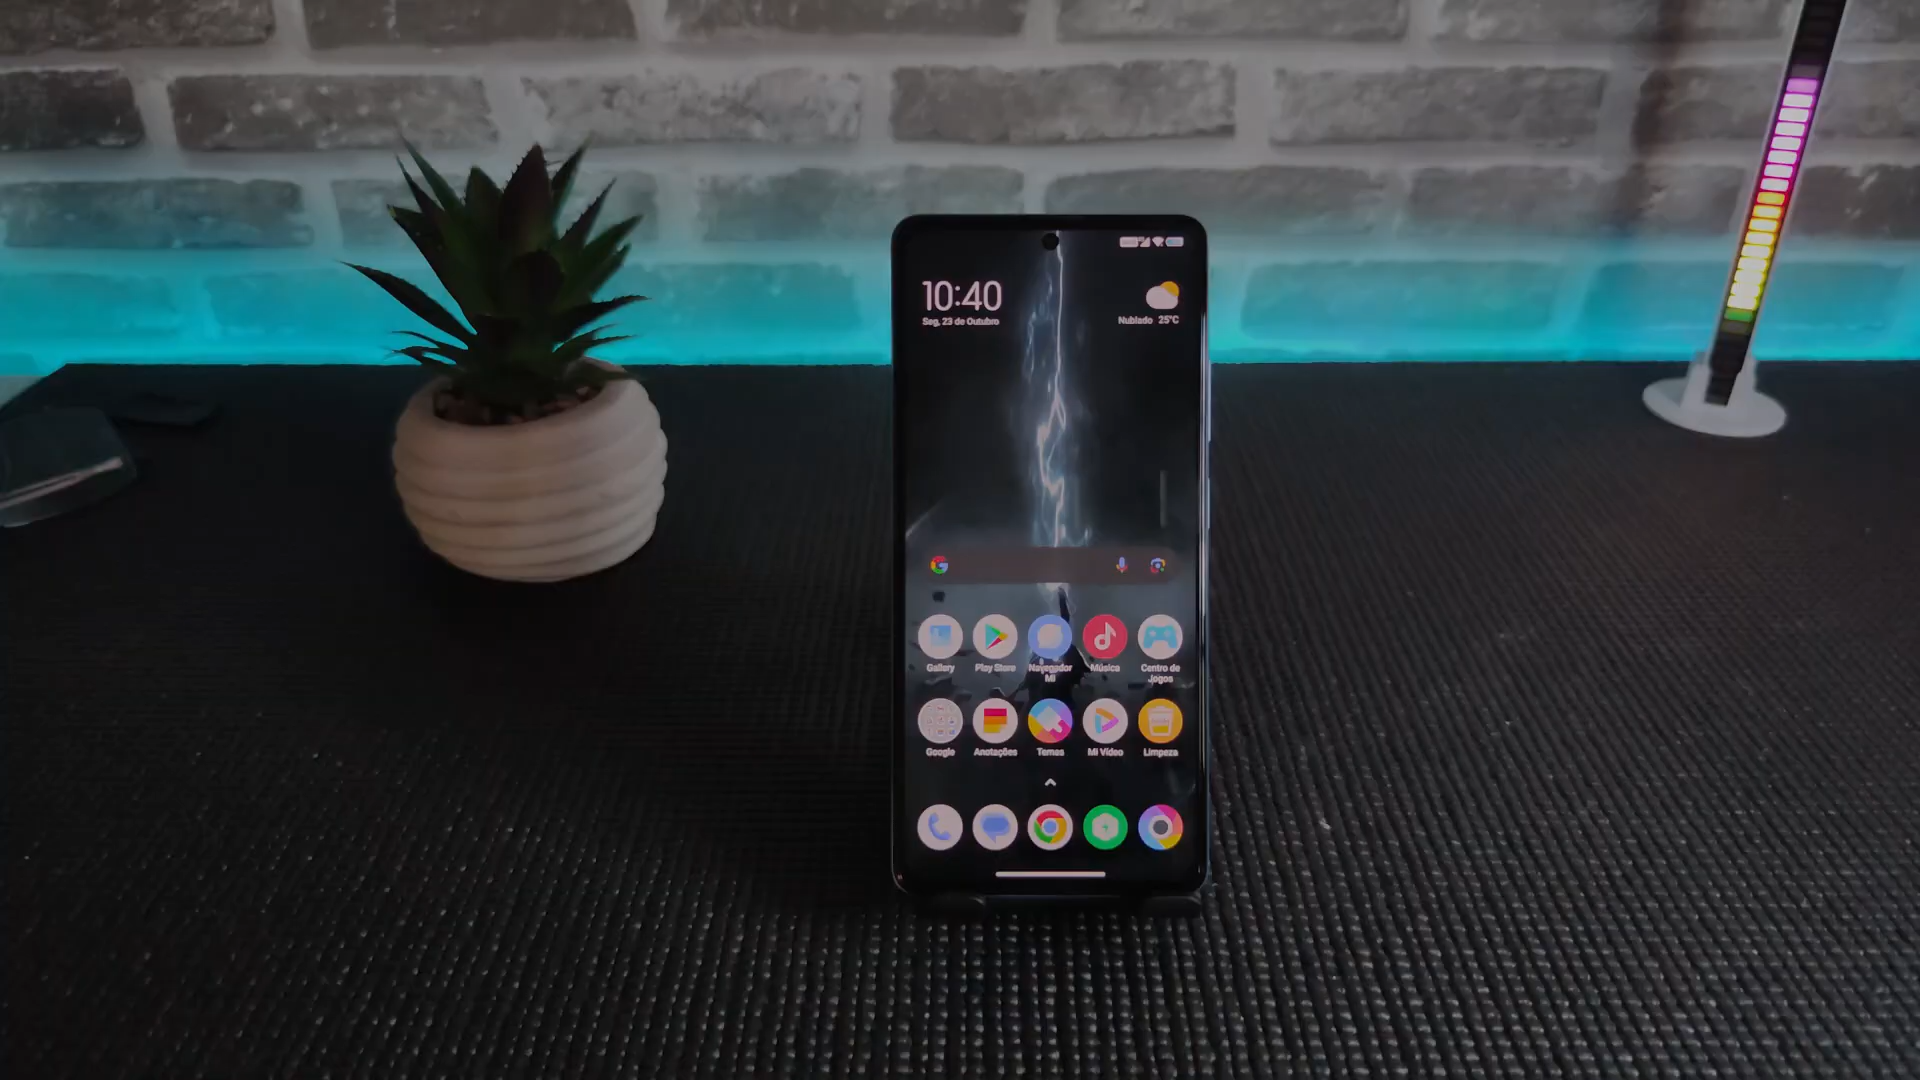 10:40
Seg, 23 de Outubro
Nublado 25°C
Gallery
Play Store
Navegador
Mi
Música
Centro de
Jogos
Google
Anotações
Temas
Mi Vídeo
Limpeza